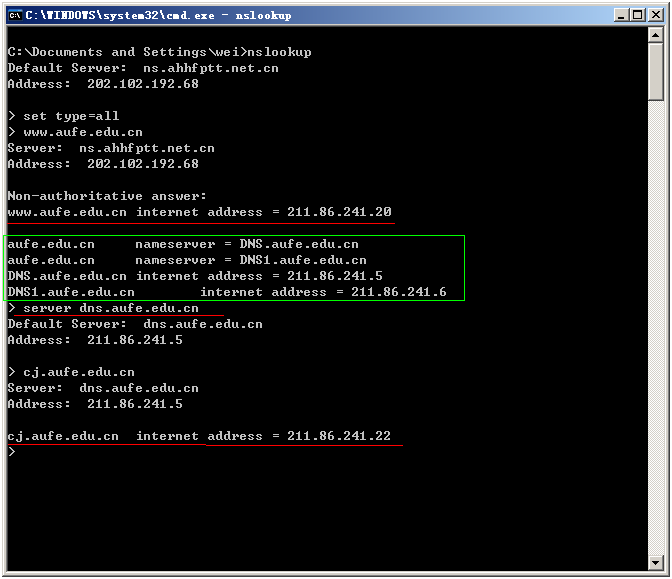 C:\WINDOWS\system32\cmd.exe - nslookup
C:\Documents and Settings\wei>nslookup
Default Server:  ns.ahhfptt.net.cn
Address:  202.102.192.68
> set type=all
> www.aufe.edu.cn
Server:  ns.ahhfptt.net.cn
Address:  202.102.192.68
Non-authoritative answer:
www.aufe.edu.cn internet address = 211.86.241.20
aufe.edu.cn     nameserver = DNS.aufe.edu.cn
aufe.edu.cn     nameserver = DNS1.aufe.edu.cn
DNS.aufe.edu.cn internet address = 211.86.241.5
DNS1.aufe.edu.cn        internet address = 211.86.241.6
> server dns.aufe.edu.cn
Default Server:  dns.aufe.edu.cn
Address:  211.86.241.5
> cj.aufe.edu.cn
Server:  dns.aufe.edu.cn
Address:  211.86.241.5
cj.aufe.edu.cn  internet address = 211.86.241.22
>